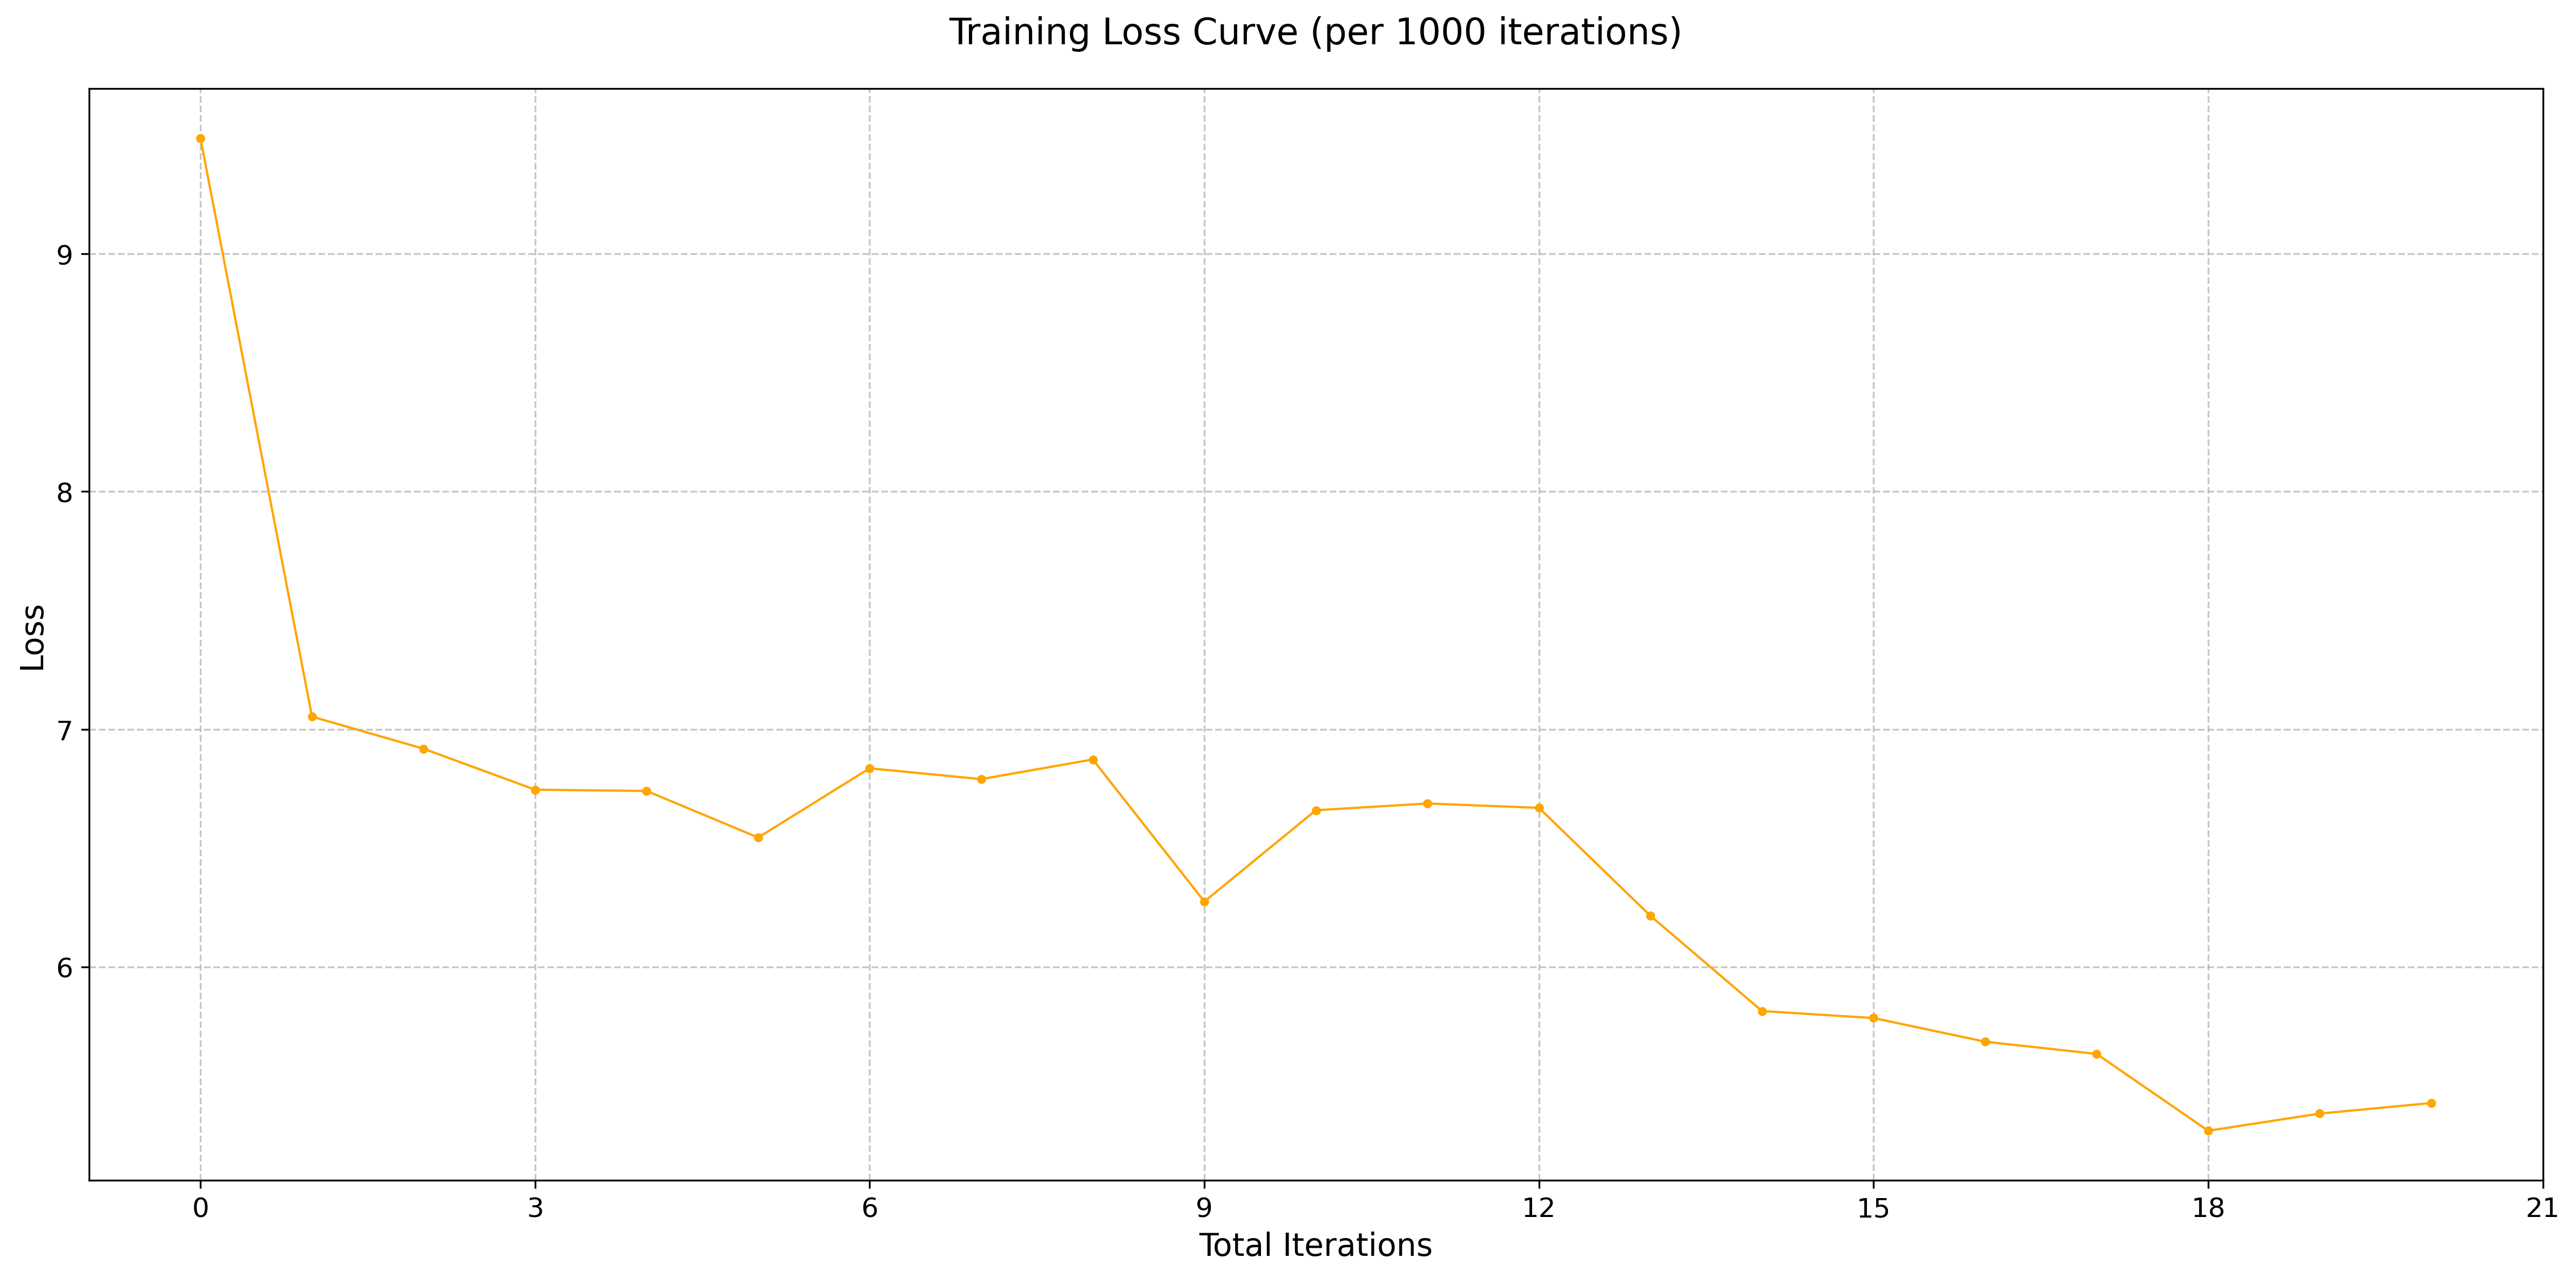 Training Loss Curve (per 1000 iterations)
9
8
7
6
Loss
0 3 6 9 12 15 18 21
Total Iterations